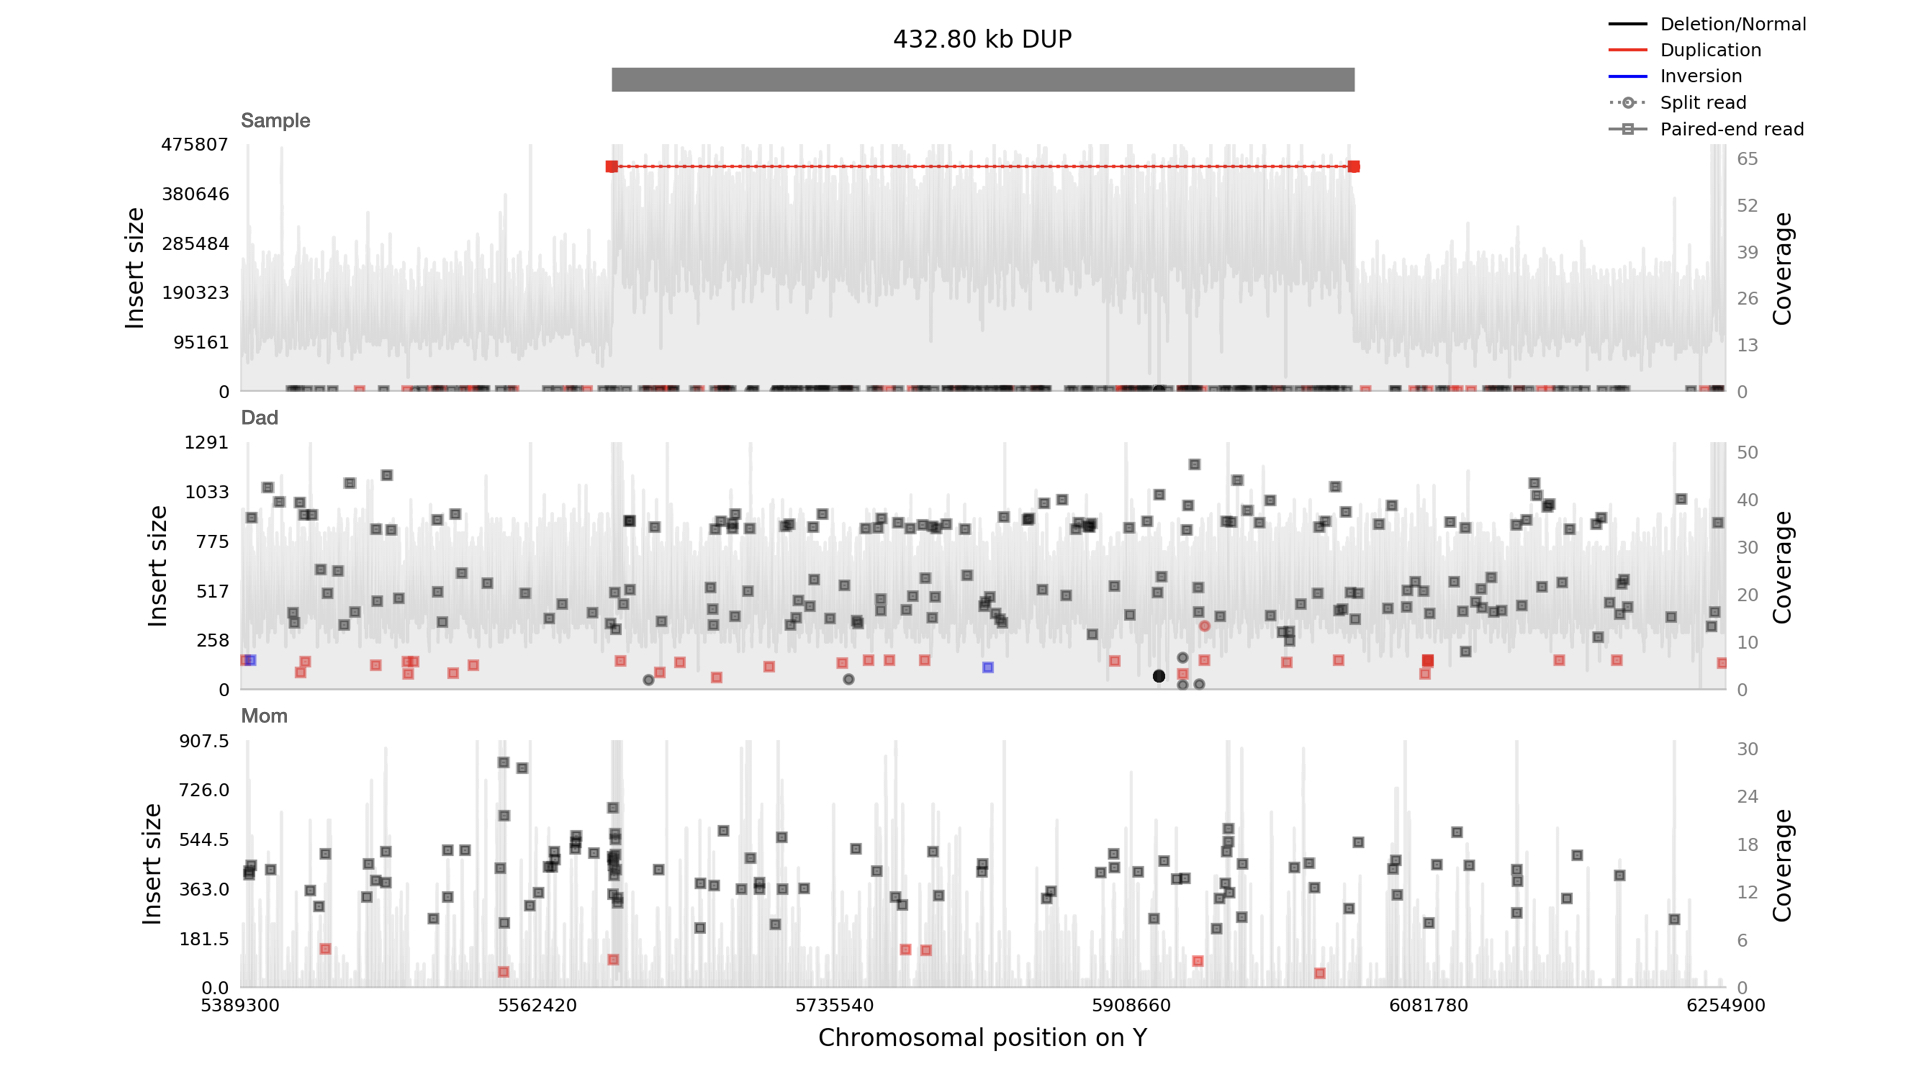 432.80 kb DUP
Deletion/Normal
Duplication
Inversion
Split read
Paired-end read
Sample
475807
380646
285484
190323
95161
0
Insert size
65
52
39
26
13
0
Coverage
Dad
1291
1033
775
517
258
0
Insert size
50
40
30
20
10
0
Coverage
Mom
907.5
726.0
544.5
363.0
181.5
0.0
Insert size
30
24
18
12
6
0
Coverage
5389300 5562420 5735540 5908660 6081780 6254900
Chromosomal position on Y